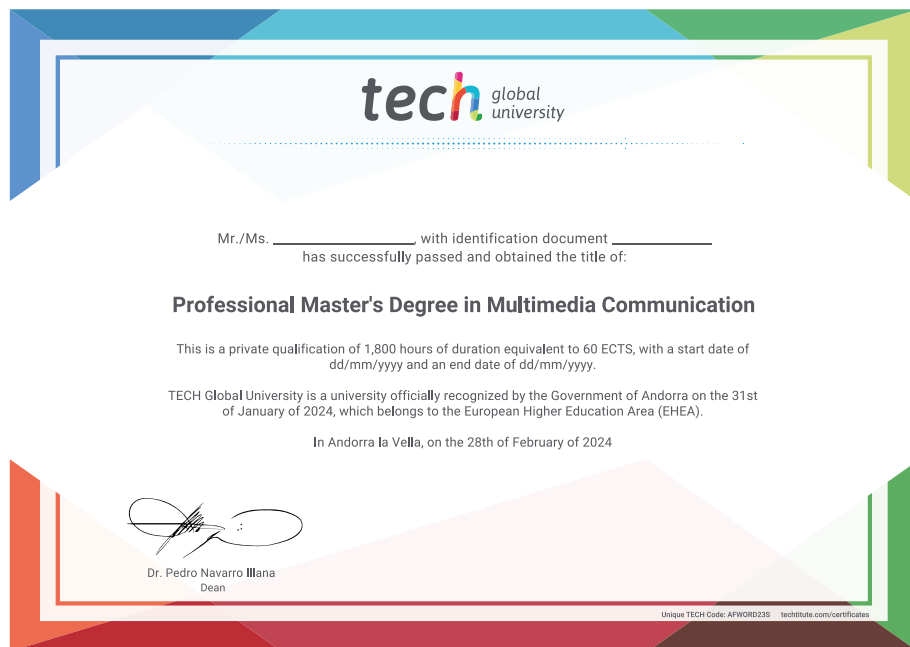 tech global university
Mr./Ms. ____________________, with identification document ______________
has successfully passed and obtained the title of:
Professional Master's Degree in Multimedia Communication
This is a private qualification of 1,800 hours of duration equivalent to 60 ECTS, with a start date of
dd/mm/yyyy and an end date of dd/mm/yyyy.
TECH Global University is a university officially recognized by the Government of Andorra on the 31st
of January of 2024, which belongs to the European Higher Education Area (EHEA).
In Andorra la Vella, on the 28th of February of 2024
Dr. Pedro Navarro Illana
Dean
Unique TECH Code: AFWORD23S techtitute.com/certificates